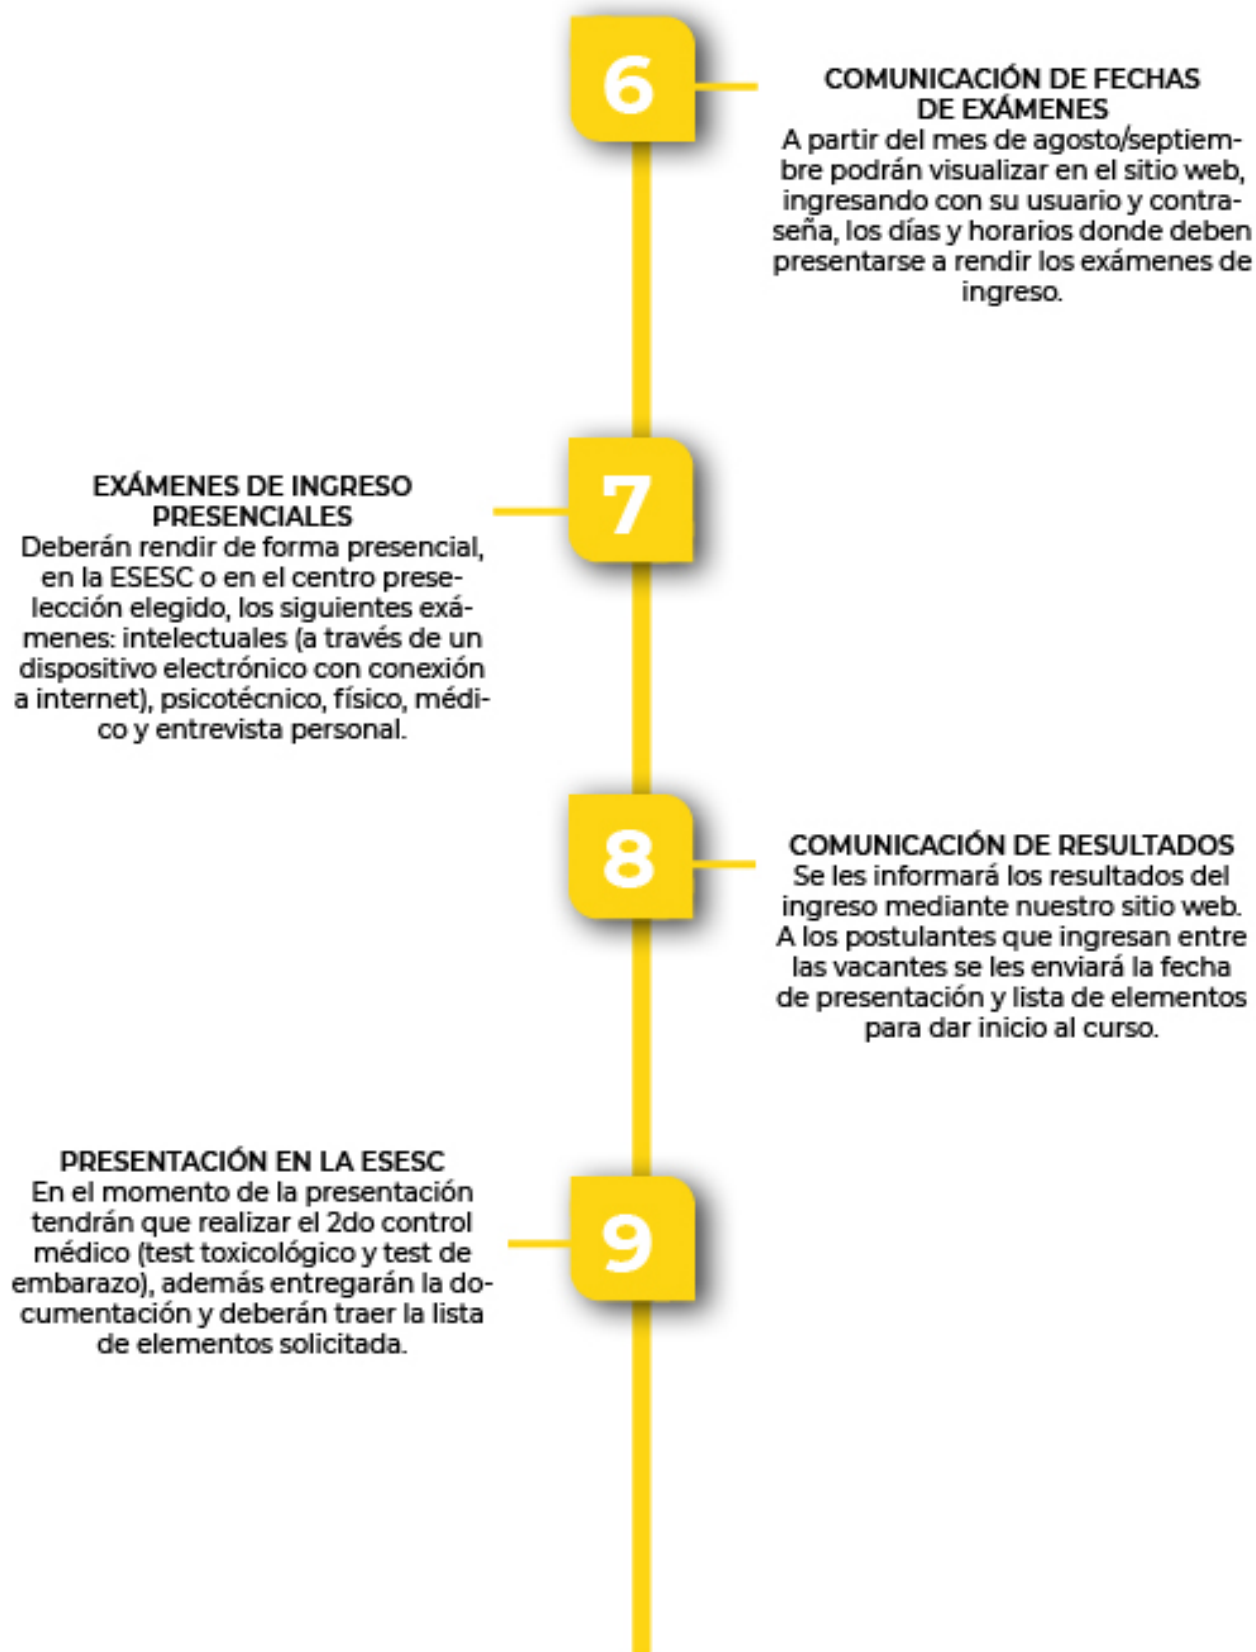 6
COMUNICACIÓN DE FECHAS
DE EXÁMENES
A partir del mes de agosto/septiem-
bre podrán visualizar en el sitio web,
ingresando con su usuario y contra-
seña, los días y horarios donde deben
presentarse a rendir los exámenes de
ingreso.
7
EXÁMENES DE INGRESO
PRESENCIALES
Deberán rendir de forma presencial,
en la ESESC o en el centro prese-
lección elegido, los siguientes exá-
menes: intelectuales (a través de un
dispositivo electrónico con conexión
a internet), psicotécnico, físico, médi-
co y entrevista personal.
8
COMUNICACIÓN DE RESULTADOS
Se les informará los resultados del
ingreso mediante nuestro sitio web.
A los postulantes que ingresan entre
las vacantes se les enviará la fecha
de presentación y lista de elementos
para dar inicio al curso.
9
PRESENTACIÓN EN LA ESESC
En el momento de la presentación
tendrán que realizar el 2do control
médico (test toxicológico y test de
embarazo), además entregarán la do-
cumentación y deberán traer la lista
de elementos solicitada.